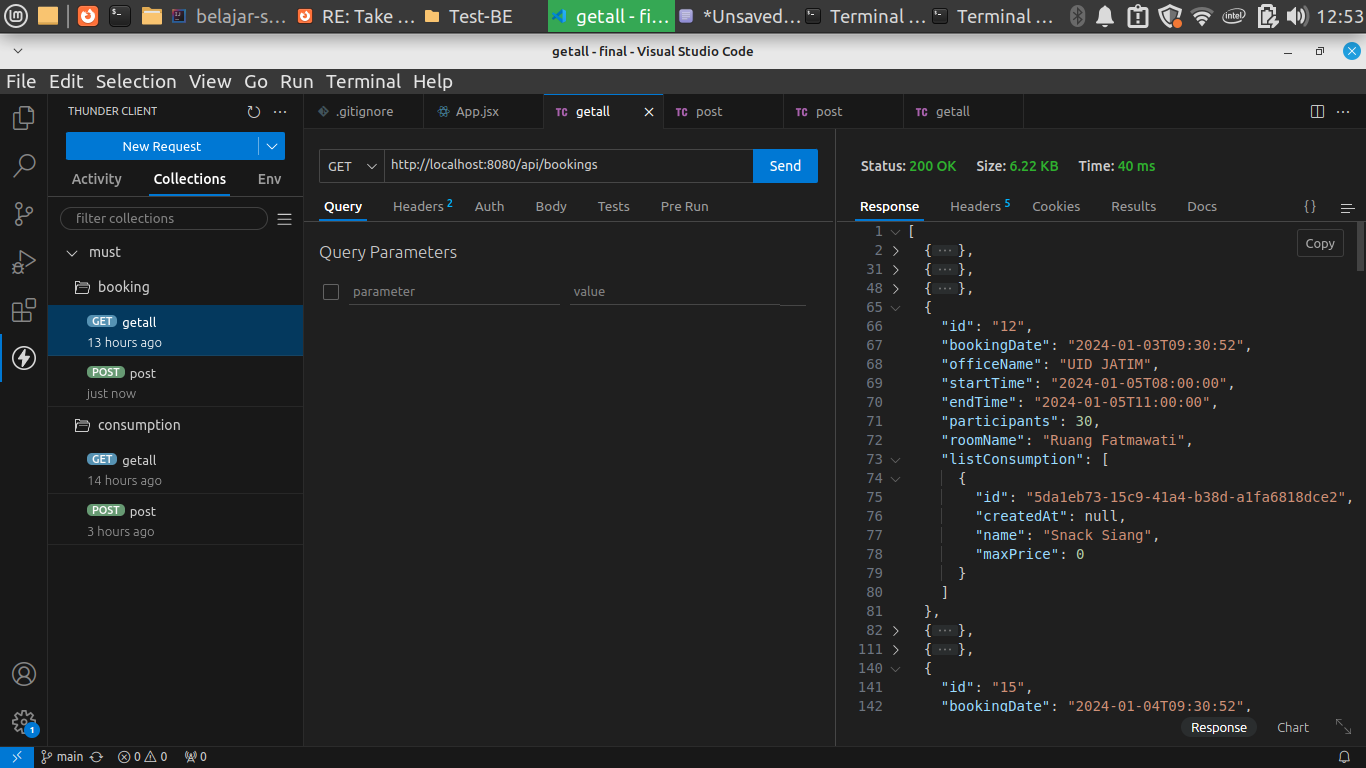 belajar-s...
RE: Take ...
Test-BE
getall - fi...
*Unsaved...
Terminal ...
Terminal ...
12:53
getall - final - Visual Studio Code
File Edit Selection View Go Run Terminal Help
THUNDER CLIENT
New Request
Activity Collections Env
filter collections
must
booking
GET getall
13 hours ago
POST post
just now
consumption
GET getall
14 hours ago
POST post
3 hours ago
.gitignore
App.jsx
TC getall
TC post
TC post
TC getall
GET
http://localhost:8080/api/bookings
Send
Query Headers 2 Auth Body Tests Pre Run
Query Parameters
parameter value
Status: 200 OK Size: 6.22 KB Time: 40 ms
Response Headers 5 Cookies Results Docs {}
Copy
1 [
2 {···},
31 {···},
48 {···},
65 {
66 "id": "12",
67 "bookingDate": "2024-01-03T09:30:52",
68 "officeName": "UID JATIM",
69 "startTime": "2024-01-05T08:00:00",
70 "endTime": "2024-01-05T11:00:00",
71 "participants": 30,
72 "roomName": "Ruang Fatmawati",
73 "listConsumption": [
74 {
75 "id": "5da1eb73-15c9-41a4-b38d-a1fa6818dce2",
76 "createdAt": null,
77 "name": "Snack Siang",
78 "maxPrice": 0
79 }
80 ]
81 },
82 {···},
111 {···},
140 {
141 "id": "15",
142 "bookingDate": "2024-01-04T09:30:52",
Response Chart
1
main 0 0 0